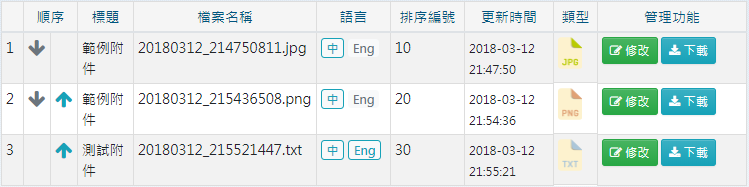 順序 標題 檔案名稱 語言 排序編號 更新時間 類型 管理功能
1 範例附件 20180312_214750811.jpg 中 Eng 10 2018-03-12 21:47:50 JPG 修改 下載
2 範例附件 20180312_215436508.png 中 Eng 20 2018-03-12 21:54:36 PNG 修改 下載
3 測試附件 20180312_215521447.txt 中 Eng 30 2018-03-12 21:55:21 TXT 修改 下載